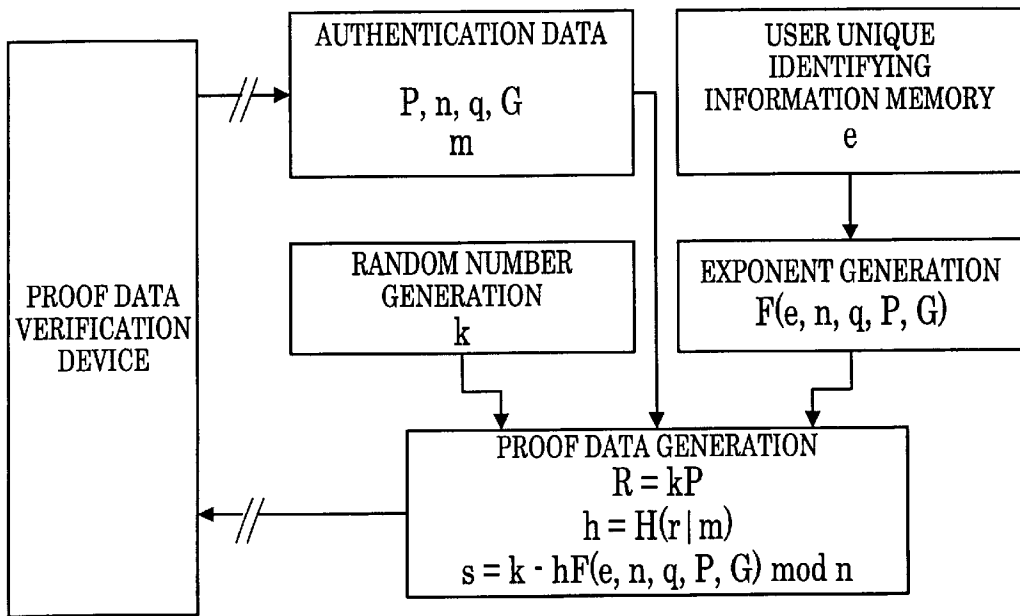 PROOF DATA
VERIFICATION
DEVICE
AUTHENTICATION DATA
P, n, q, G
m
USER UNIQUE
IDENTIFYING
INFORMATION MEMORY
e
RANDOM NUMBER
GENERATION
k
EXPONENT GENERATION
F(e, n, q, P, G)
PROOF DATA GENERATION
R = kP
h = H(r | m)
s = k - hF(e, n, q, P, G) mod n